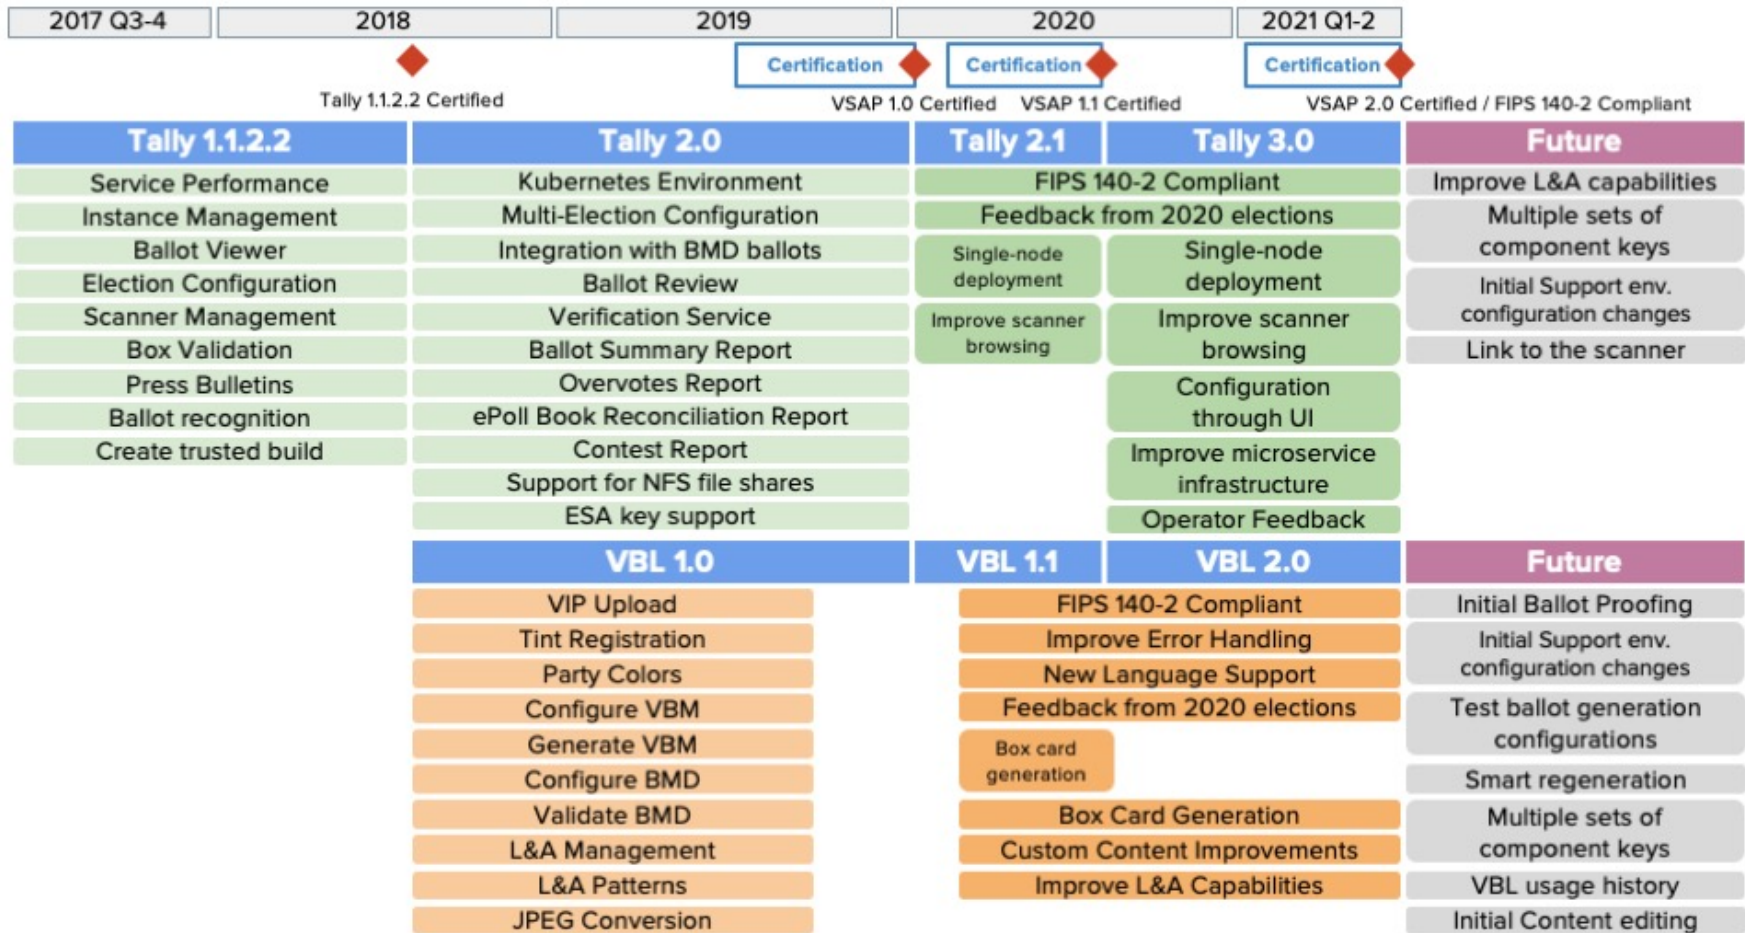 2017 Q3-4
2018
2019
2020
2021 Q1-2
Certification
Certification
Certification
Tally 1.1.2.2 Certified
VSAP 1.0 Certified
VSAP 1.1 Certified
VSAP 2.0 Certified / FIPS 140-2 Compliant
Tally 1.1.2.2
Service Performance
Instance Management
Ballot Viewer
Election Configuration
Scanner Management
Box Validation
Press Bulletins
Ballot recognition
Create trusted build
Tally 2.0
Kubernetes Environment
Multi-Election Configuration
Integration with BMD ballots
Ballot Review
Verification Service
Ballot Summary Report
Overvotes Report
ePoll Book Reconciliation Report
Contest Report
Support for NFS file shares
ESA key support
Tally 2.1
Tally 3.0
FIPS 140-2 Compliant
Feedback from 2020 elections
Single-node
deployment
Improve scanner
browsing
Single-node
deployment
Improve scanner
browsing
Configuration
through UI
Improve microservice
infrastructure
Operator Feedback
Future
Improve L&A capabilities
Multiple sets of
component keys
Initial Support env.
configuration changes
Link to the scanner
VBL 1.0
VIP Upload
Tint Registration
Party Colors
Configure VBM
Generate VBM
Configure BMD
Validate BMD
L&A Management
L&A Patterns
JPEG Conversion
VBL 1.1
VBL 2.0
FIPS 140-2 Compliant
Improve Error Handling
New Language Support
Feedback from 2020 elections
Box card
generation
Box Card Generation
Custom Content Improvements
Improve L&A Capabilities
Future
Initial Ballot Proofing
Initial Support env.
configuration changes
Test ballot generation
configurations
Smart regeneration
Multiple sets of
component keys
VBL usage history
Initial Content editing